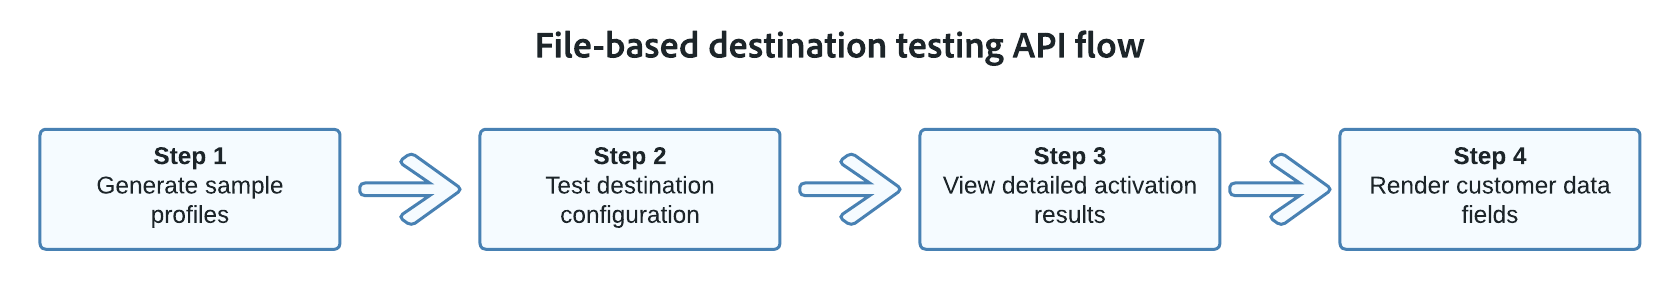 File-based destination testing API flow
Step 1
Generate sample
profiles
Step 2
Test destination
configuration
Step 3
View detailed activation
results
Step 4
Render customer data
fields